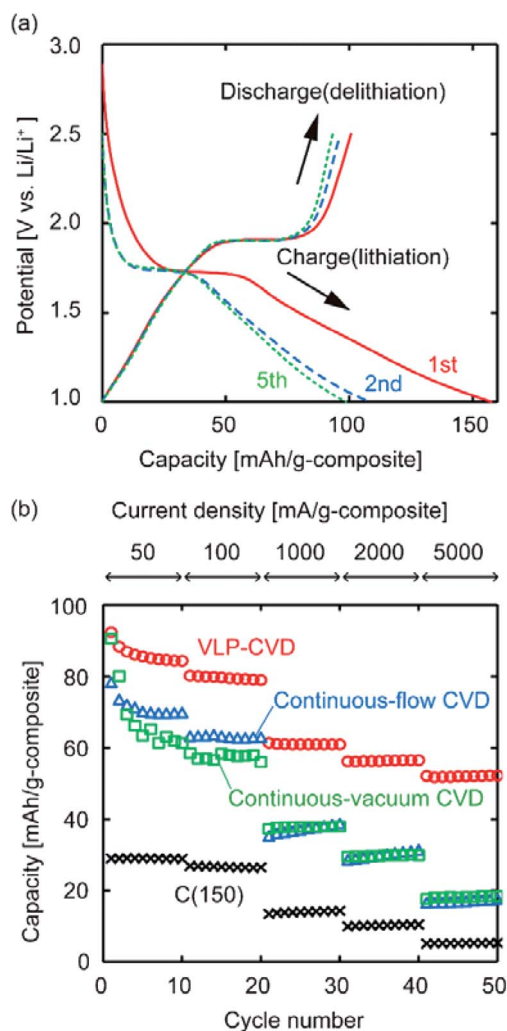 (a)
3.0
2.5
2.0
1.5
1.0
Potential [V vs. Li/Li⁺]
Discharge(delithiation)
Charge(lithiation)
1st
2nd
5th
0
50
100
150
Capacity [mAh/g-composite]
(b)
Current density [mA/g-composite]
50 100 1000 2000 5000
100
80
60
40
20
0
Capacity [mAh/g-composite]
VLP-CVD
Continuous-flow CVD
Continuous-vacuum CVD
C(150)
0 10 20 30 40 50
Cycle number